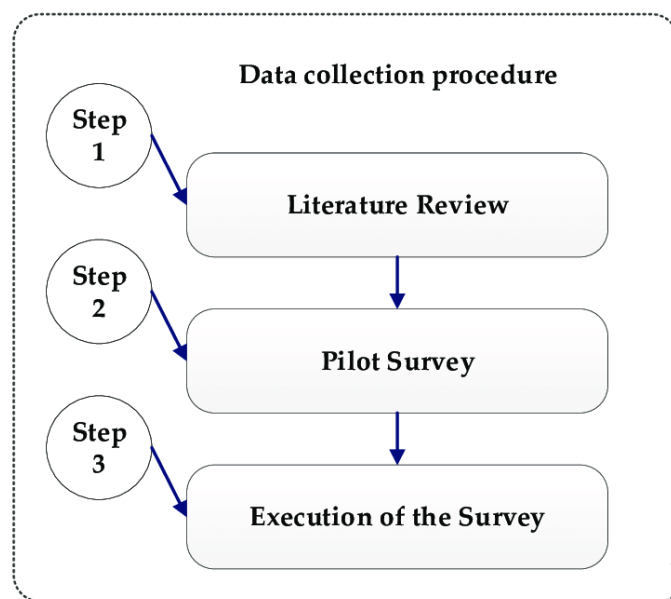 Data collection procedure
Step
1
Literature Review
Step
2
Pilot Survey
Step
3
Execution of the Survey